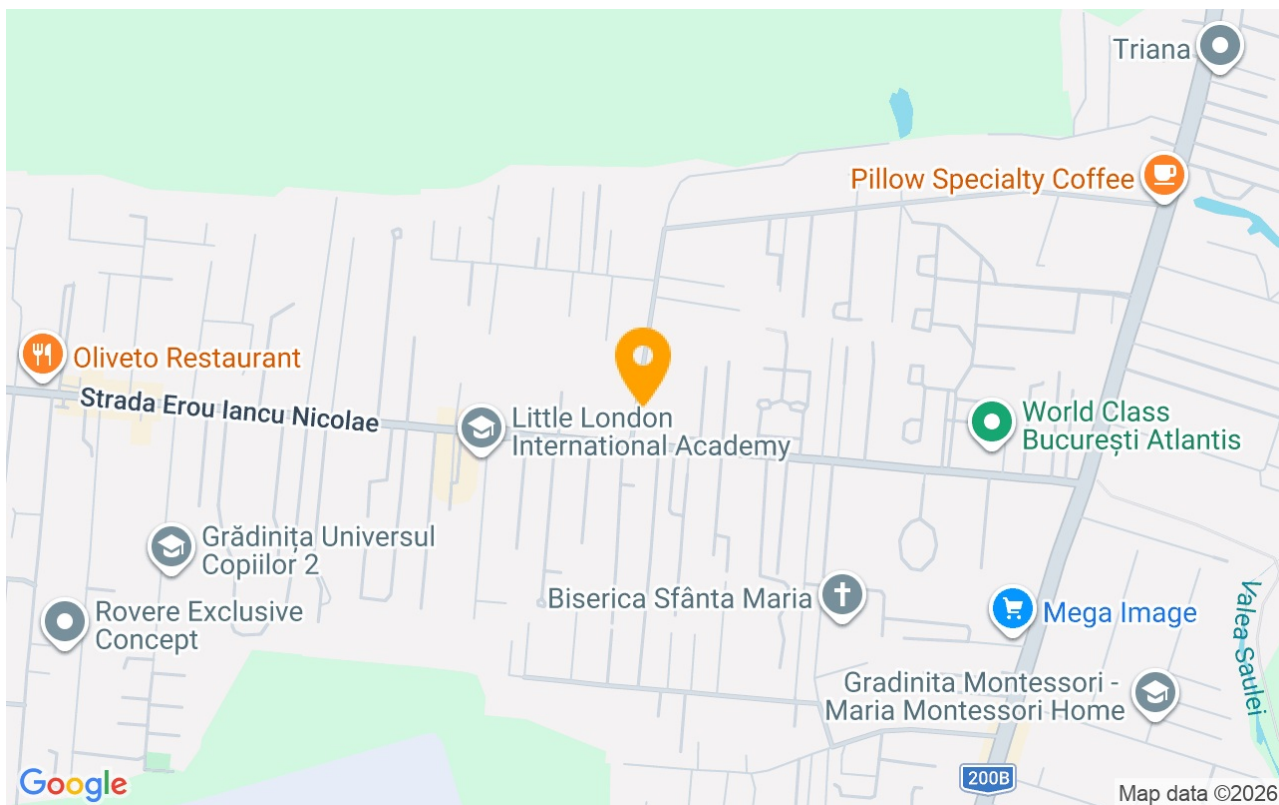 Triana
Pillow Specialty Coffee
Oliveto Restaurant
Strada Erou Iancu Nicolae
Little London
International Academy
World Class
București Atlantis
Grădinița Universul
Copiilor 2
Biserica Sfânta Maria
Rovere Exclusive
Concept
Mega Image
Valea Saulei
Gradinita Montessori -
Maria Montessori Home
200B
Google
Map data ©2026